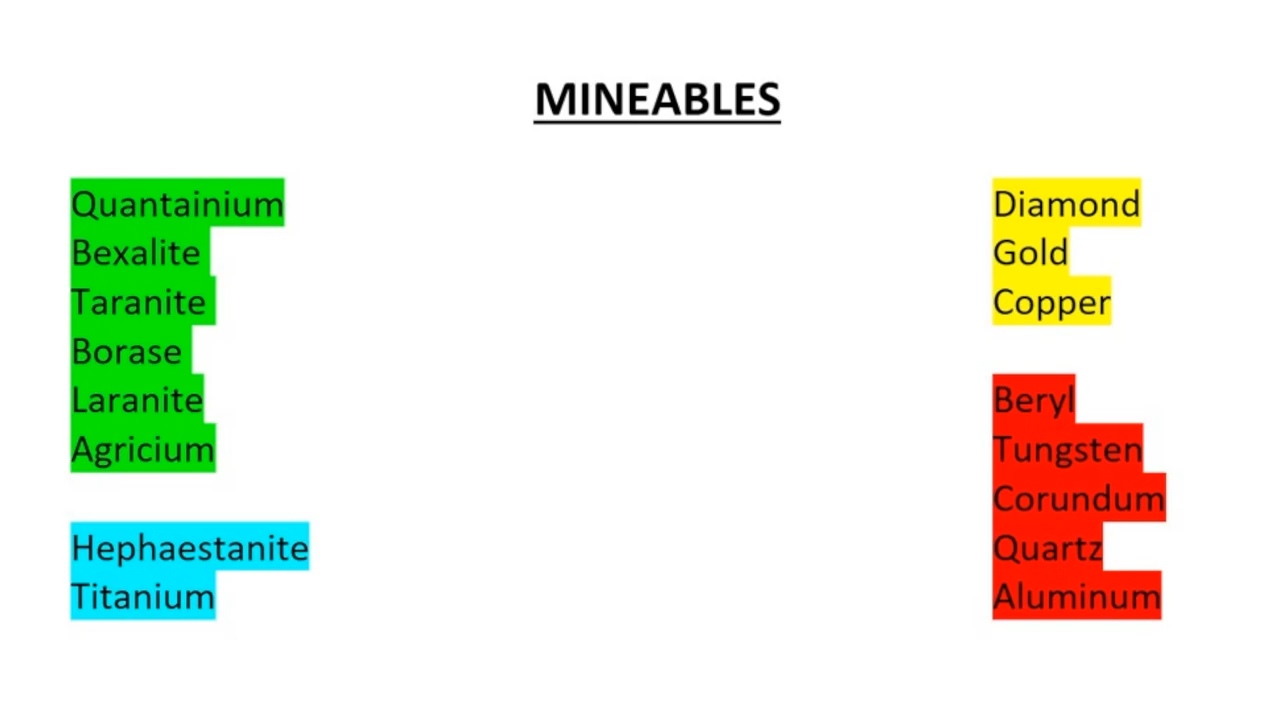 MINEABLES
Quantainium
Bexalite
Taranite
Borase
Laranite
Agricium
Hephaestanite
Titanium
Diamond
Gold
Copper
Beryl
Tungsten
Corundum
Quartz
Aluminum